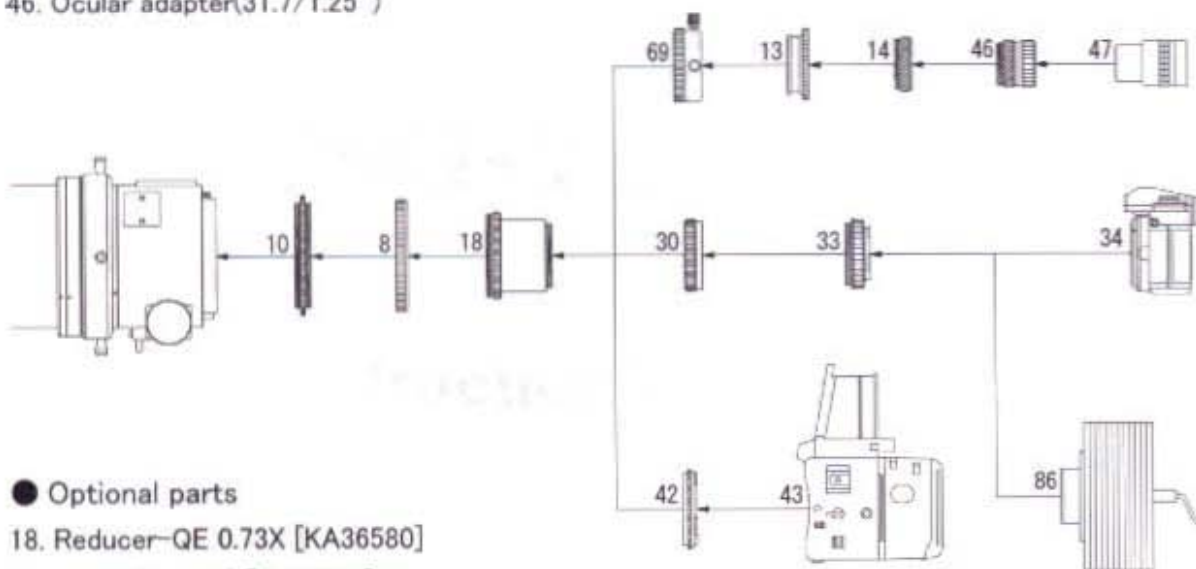 46. Ocular adapter(31.7/1.25")
69 13 14 46 47
10 8 18 30 33 34
42 43 86
● Optional parts
18. Reducer-QE 0.73X [KA36580]